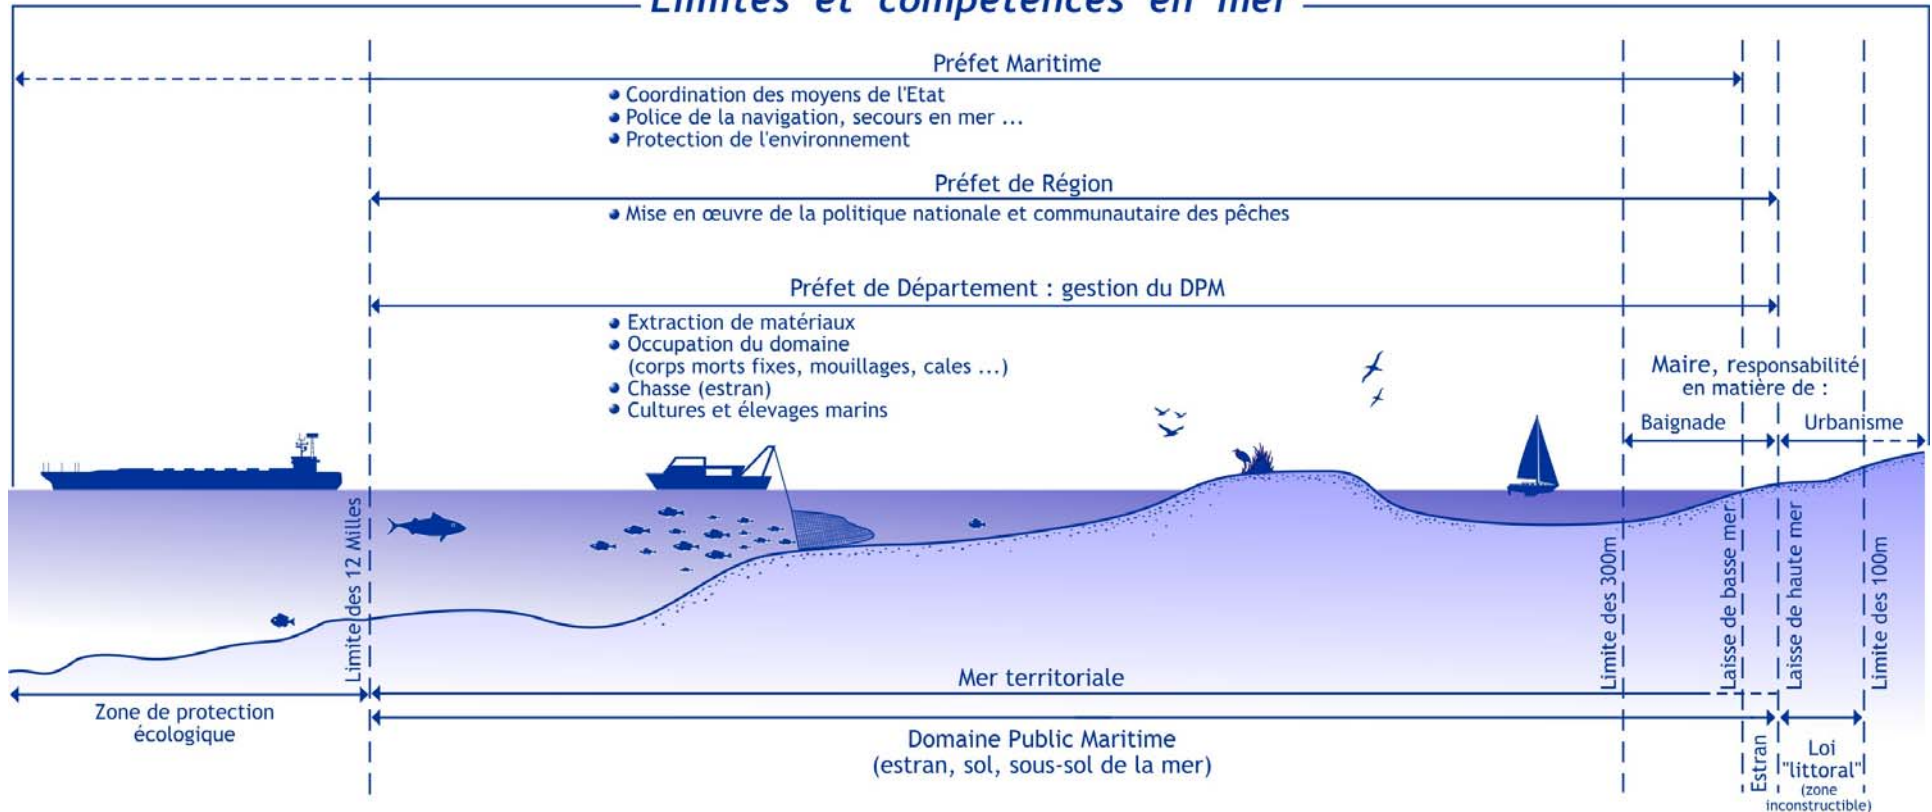 Limites et compétences en mer
Préfet Maritime
Coordination des moyens de l'Etat
Police de la navigation, secours en mer ...
Protection de l'environnement
Préfet de Région
Mise en œuvre de la politique nationale et communautaire des pêches
Préfet de Département : gestion du DPM
Extraction de matériaux
Occupation du domaine
(corps morts fixes, mouillages, cales ...)
Chasse (estran)
Cultures et élevages marins
Maire, responsabilité
en matière de :
Baignade
Urbanisme
Limite des 12 Milles
Limite des 300m
Laisse de basse mer
Laisse de haute mer
Limite des 100m
Mer territoriale
Zone de protection
écologique
Domaine Public Maritime
(estran, sol, sous-sol de la mer)
Estran
Loi
"littoral"
(zone
inconstructible)